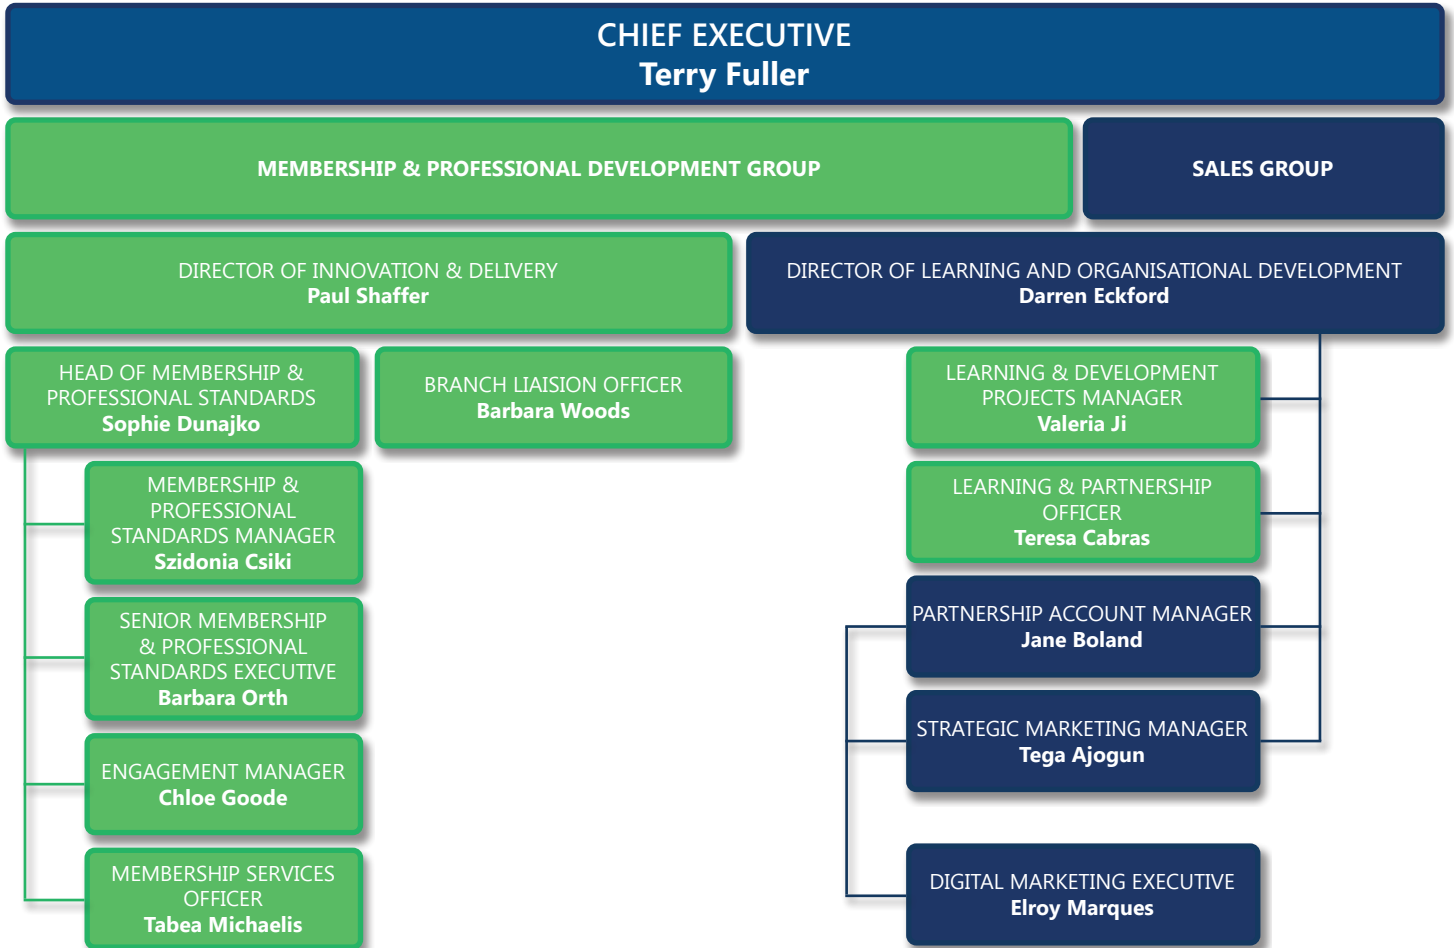 CHIEF EXECUTIVE
Terry Fuller
MEMBERSHIP & PROFESSIONAL DEVELOPMENT GROUP
SALES GROUP
DIRECTOR OF INNOVATION & DELIVERY
Paul Shaffer
DIRECTOR OF LEARNING AND ORGANISATIONAL DEVELOPMENT
Darren Eckford
HEAD OF MEMBERSHIP &
PROFESSIONAL STANDARDS
Sophie Dunajko
BRANCH LIAISION OFFICER
Barbara Woods
LEARNING & DEVELOPMENT
PROJECTS MANAGER
Valeria Ji
MEMBERSHIP &
PROFESSIONAL
STANDARDS MANAGER
Szidonia Csiki
LEARNING & PARTNERSHIP
OFFICER
Teresa Cabras
SENIOR MEMBERSHIP
& PROFESSIONAL
STANDARDS EXECUTIVE
Barbara Orth
PARTNERSHIP ACCOUNT MANAGER
Jane Boland
ENGAGEMENT MANAGER
Chloe Goode
STRATEGIC MARKETING MANAGER
Tega Ajogun
MEMBERSHIP SERVICES
OFFICER
Tabea Michaelis
DIGITAL MARKETING EXECUTIVE
Elroy Marques